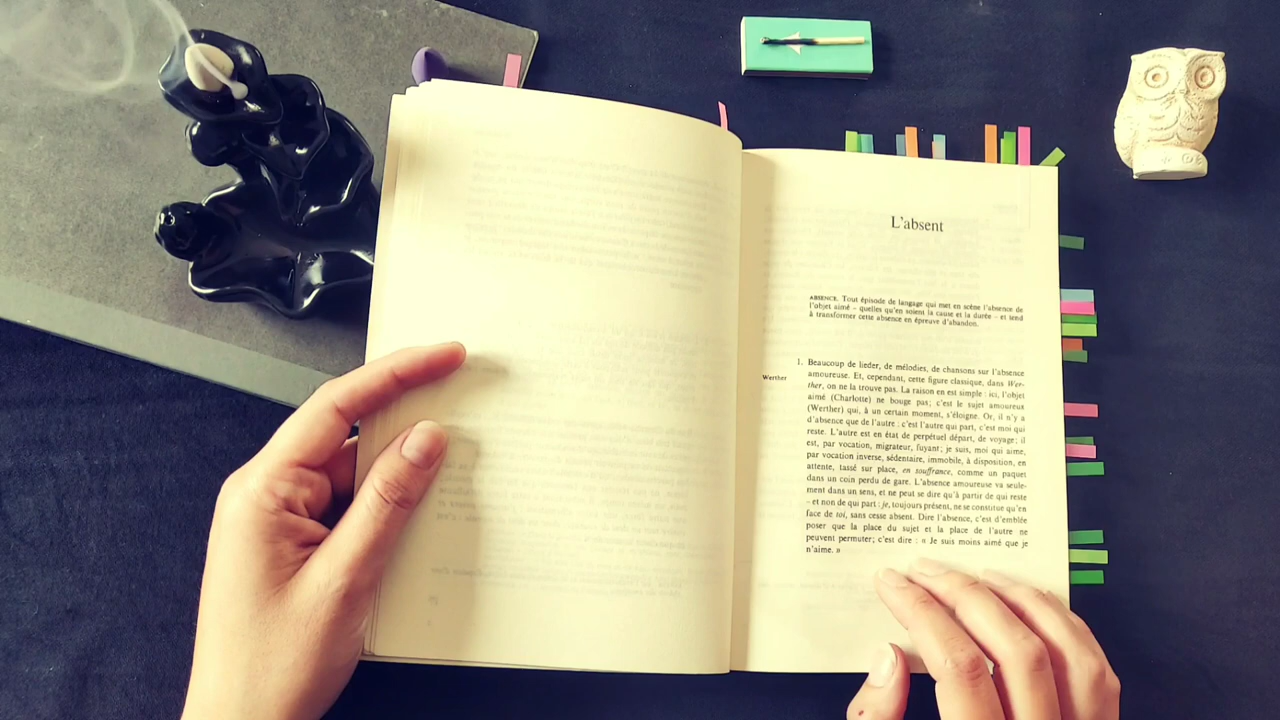 L'absent
ABSENCE. Tout épisode de langage qui met en scène l'absence de
l'objet aimé – quelles qu'en soient la cause et la durée – et tend
à transformer cette absence en épreuve d'abandon.
1. Beaucoup de lieder, de mélodies, de chansons sur l'absence
Werther
amoureuse. Et, cependant, cette figure classique, dans Wer-
ther, on ne la trouve pas. La raison en est simple : ici, l'objet
aimé (Charlotte) ne bouge pas; c'est le sujet amoureux
(Werther) qui, à un certain moment, s'éloigne. Or, il n'y a
d'absence que de l'autre : c'est l'autre qui part, c'est moi qui
reste. L'autre est en état de perpétuel départ, de voyage; il
est, par vocation, migrateur, fuyant; je suis, moi qui aime,
par vocation inverse, sédentaire, immobile, à disposition, en
attente, tassé sur place, en souffrance, comme un paquet
dans un coin perdu de gare. L'absence amoureuse va seule-
ment dans un sens, et ne peut se dire qu'à partir de qui reste
– et non de qui part : je, toujours présent, ne se constitue qu'en
face de toi, sans cesse absent. Dire l'absence, c'est d'emblée
poser que la place du sujet et la place de l'autre ne
peuvent permuter; c'est dire : « Je suis moins aimé que je
n'aime. »